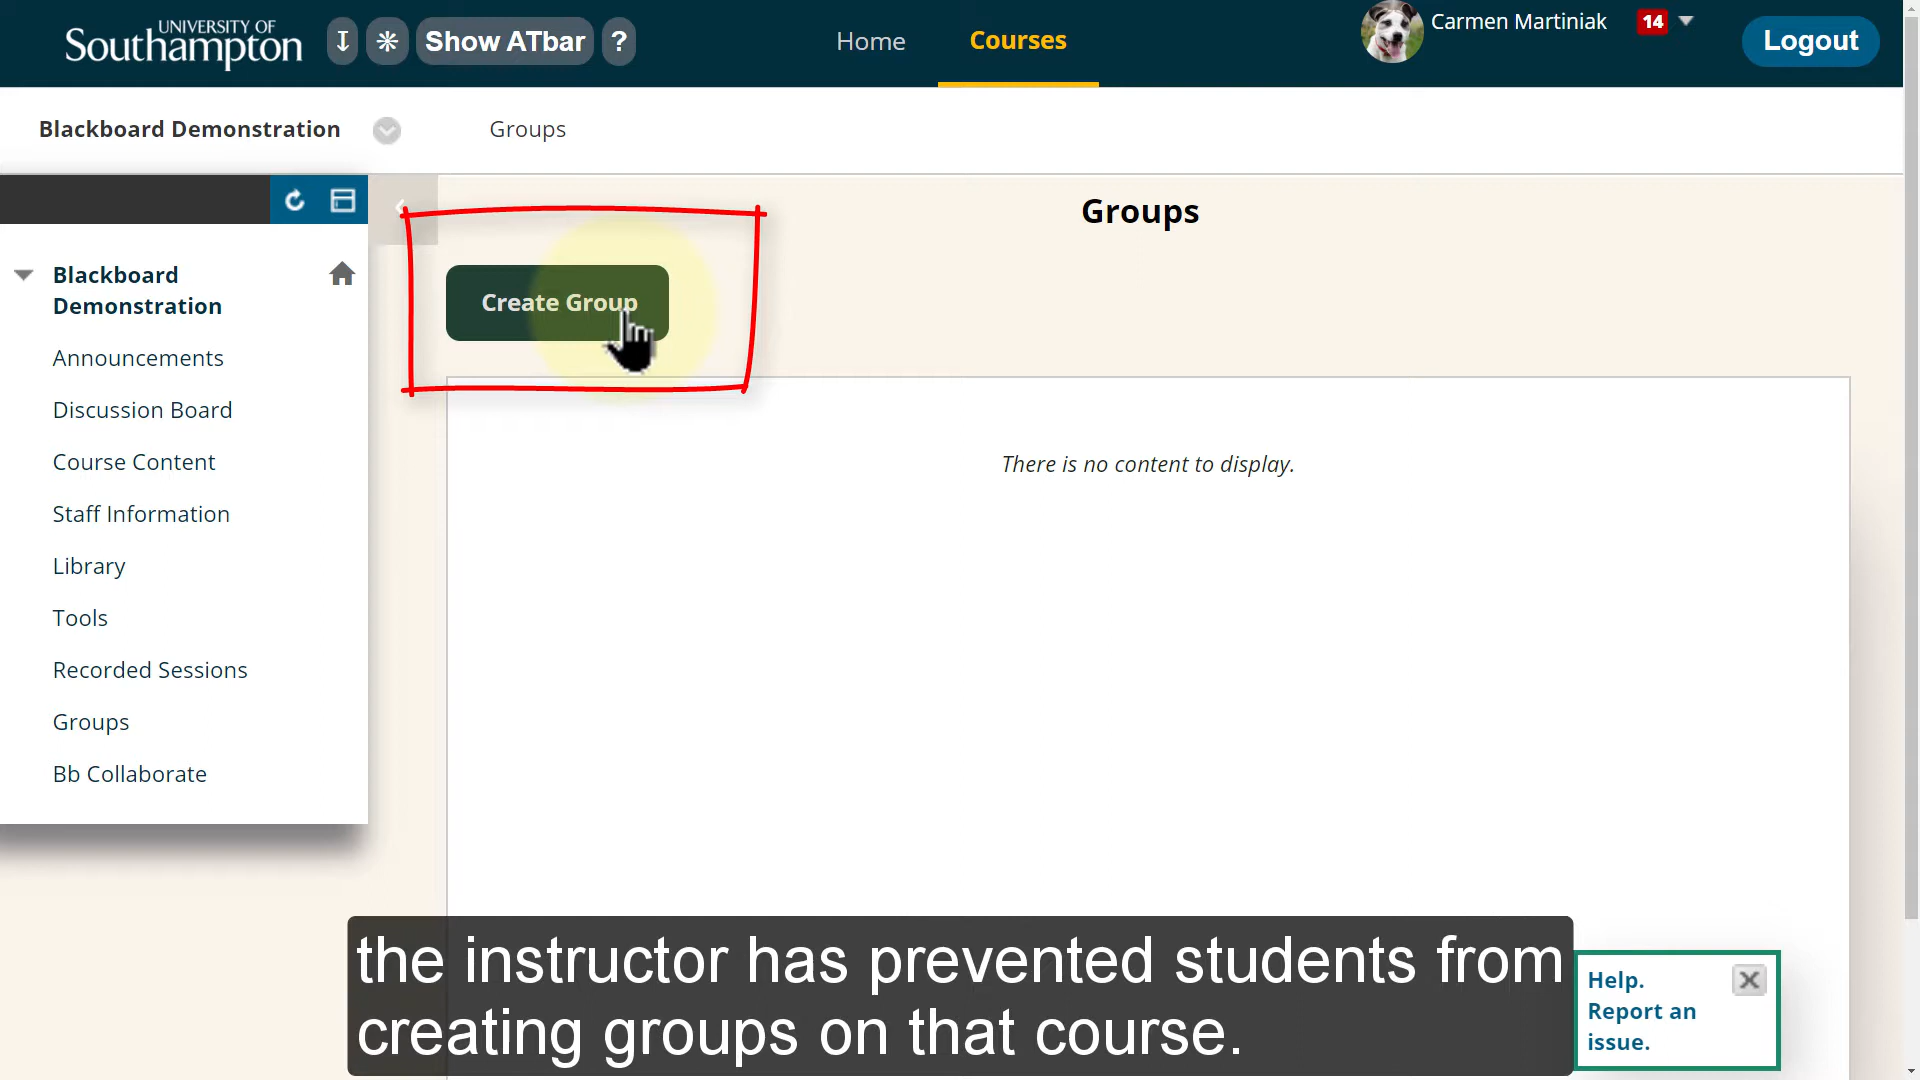 UNIVERSITY OF
Southampton
Show ATbar
?
Home
Courses
Carmen Martiniak
14
Logout
Blackboard Demonstration
Groups
Groups
Create Group
Blackboard
Demonstration
Announcements
Discussion Board
Course Content
Staff Information
Library
Tools
Recorded Sessions
Groups
Bb Collaborate
There is no content to display.
the instructor has prevented students from
creating groups on that course.
Help.
Report an
issue.